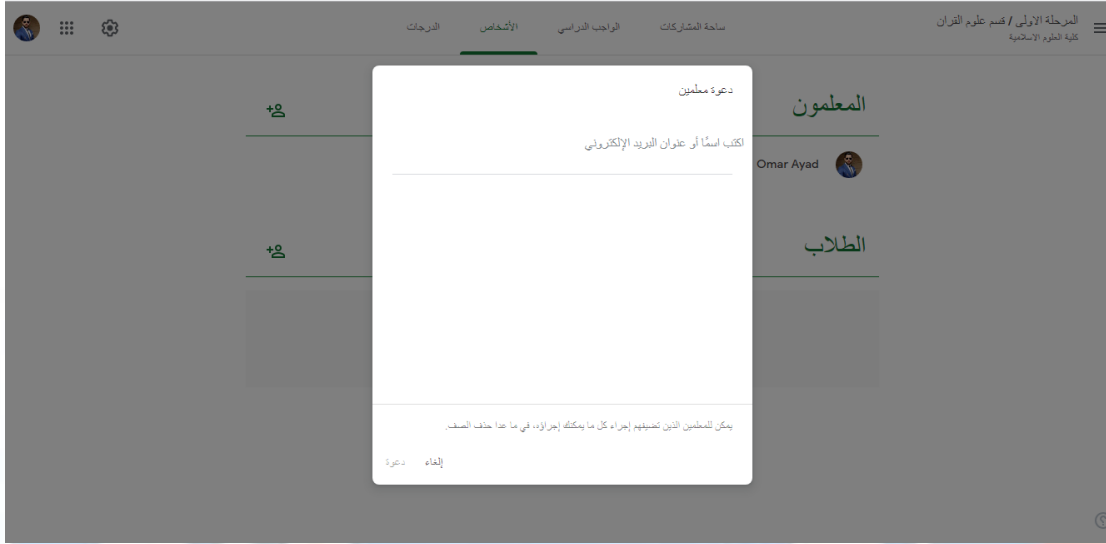 المرحلة الاولى / قسم علوم القران
كلية العلوم الاسلامية
ساحة المشاركات
الواجب الدراسي
الأشخاص
الدرجات
دعوة معلمين
اكتب اسمًا أو عنوان البريد الإلكتروني
المعلمون
Omar Ayad
الطلاب
يمكن للمعلمين الذين تضيفهم إجراء كل ما يمكنك إجراؤه، في ما عدا حذف الصف.
إلغاء
دعوة